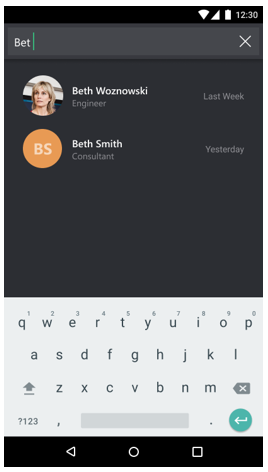 12:30
Bet
Beth Woznowski
Engineer
Last Week
BS
Beth Smith
Consultant
Yesterday
1 2 3 4 5 6 7 8 9 0
q w e r t y u i o p
a s d f g h j k l
z x c v b n m
?123 , .